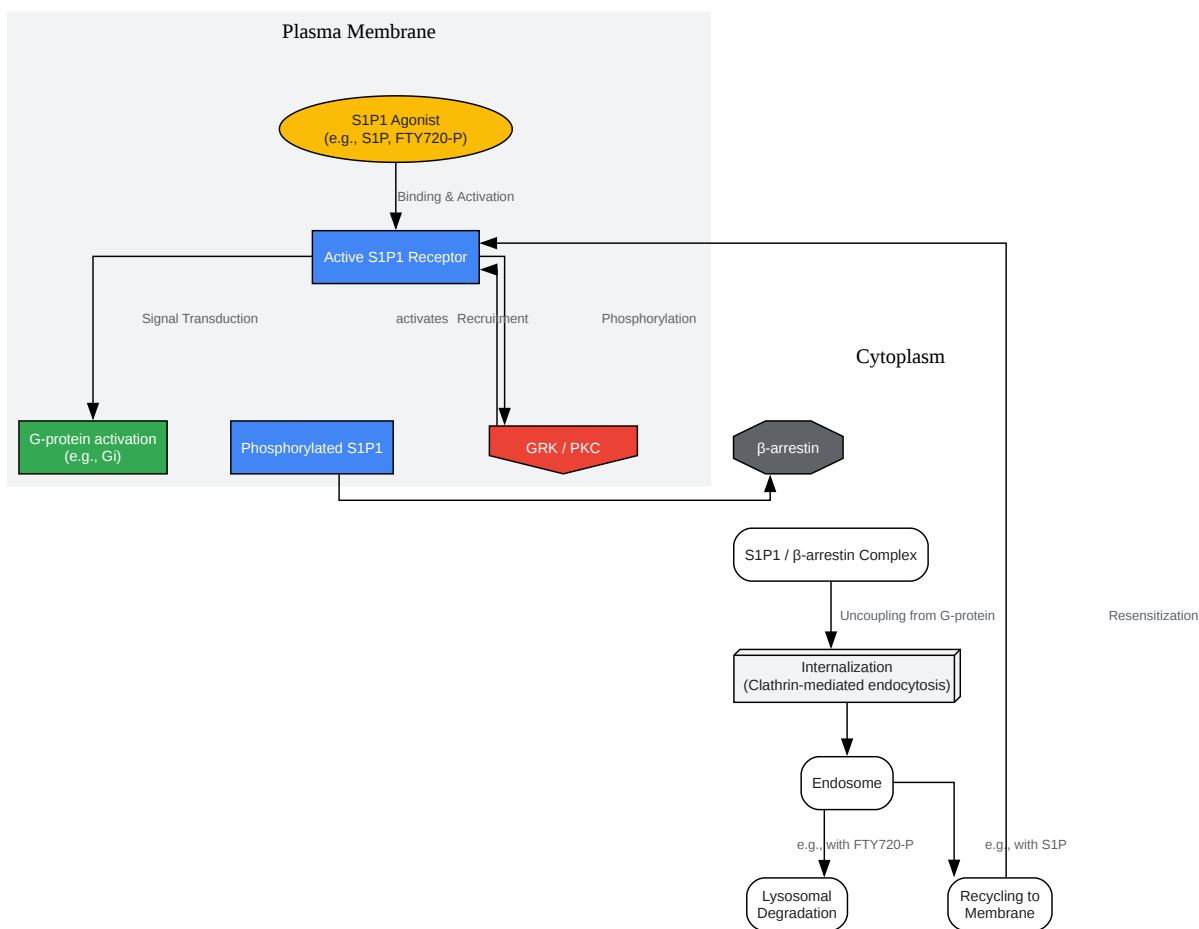 Plasma Membrane
S1P1 Agonist
(e.g., S1P, FTY720-P)
Binding & Activation
Active S1P1 Receptor
Signal Transduction
activates
Recruitment
Phosphorylation
Cytoplasm
G-protein activation
(e.g., Gi)
Phosphorylated S1P1
GRK / PKC
β-arrestin
S1P1 / β-arrestin Complex
Uncoupling from G-protein
Resensitization
Internalization
(Clathrin-mediated endocytosis)
Endosome
e.g., with FTY720-P
e.g., with S1P
Lysosomal
Degradation
Recycling to
Membrane